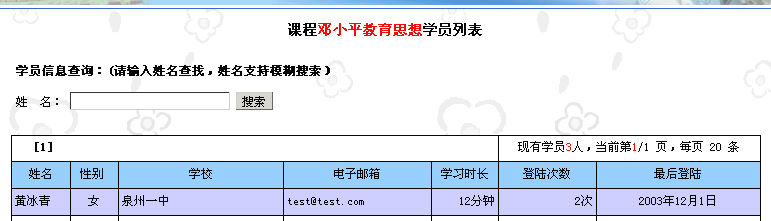 课程邓小平教育思想学员列表
学员信息查询：(请输入姓名查找，姓名支持模糊搜索)
姓 名： 搜索
[1] 现有学员3人，当前第1/1 页，每页 20 条
姓名 性别 学校 电子邮箱 学习时长 登陆次数 最后登陆
黄冰青 女 泉州一中 test@test.com 12分钟 2次 2003年12月1日